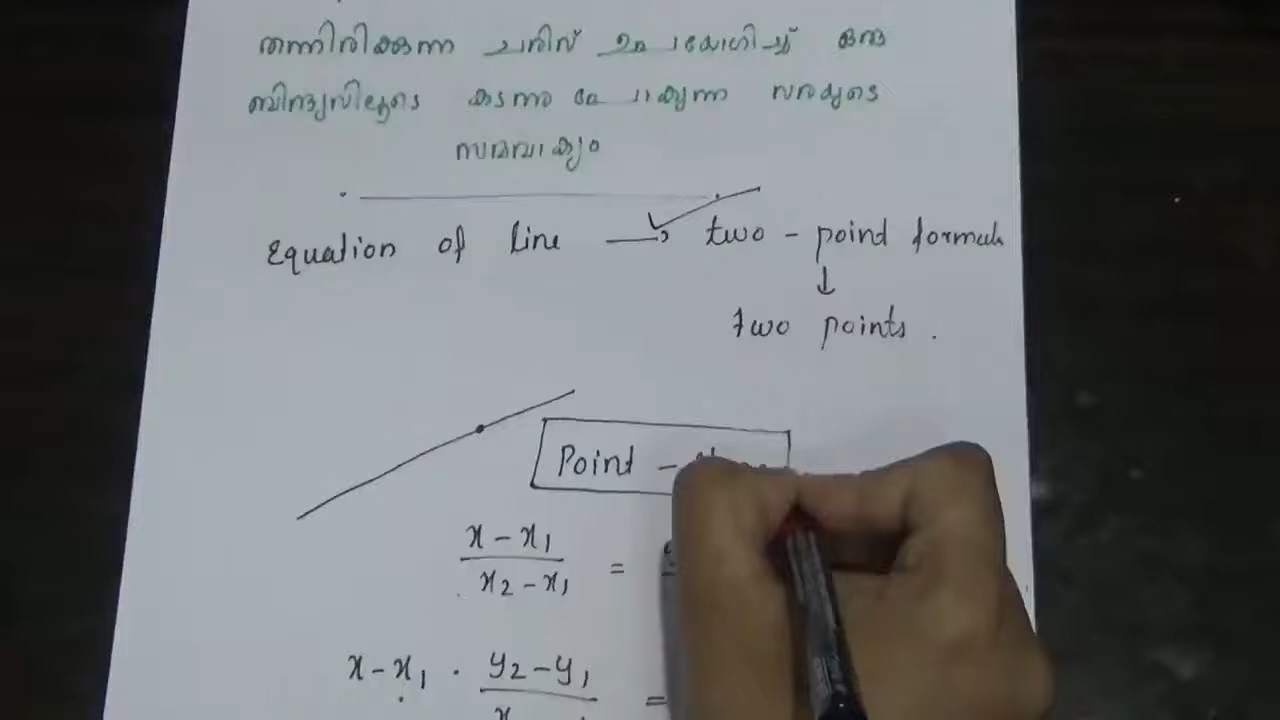 തന്നിരിക്കുന്ന ചരിവ് ഉപയോഗിച്ച് ഒരു
ബിന്ദുവിലൂടെ കടന്നു പോകുന്ന വരയുടെ
സമവാക്യം
Equation of line → two - point formula
↓
two points .
Point -
x - x₁ / x₂ - x₁ =
x - x₁ · y₂ - y₁ / =